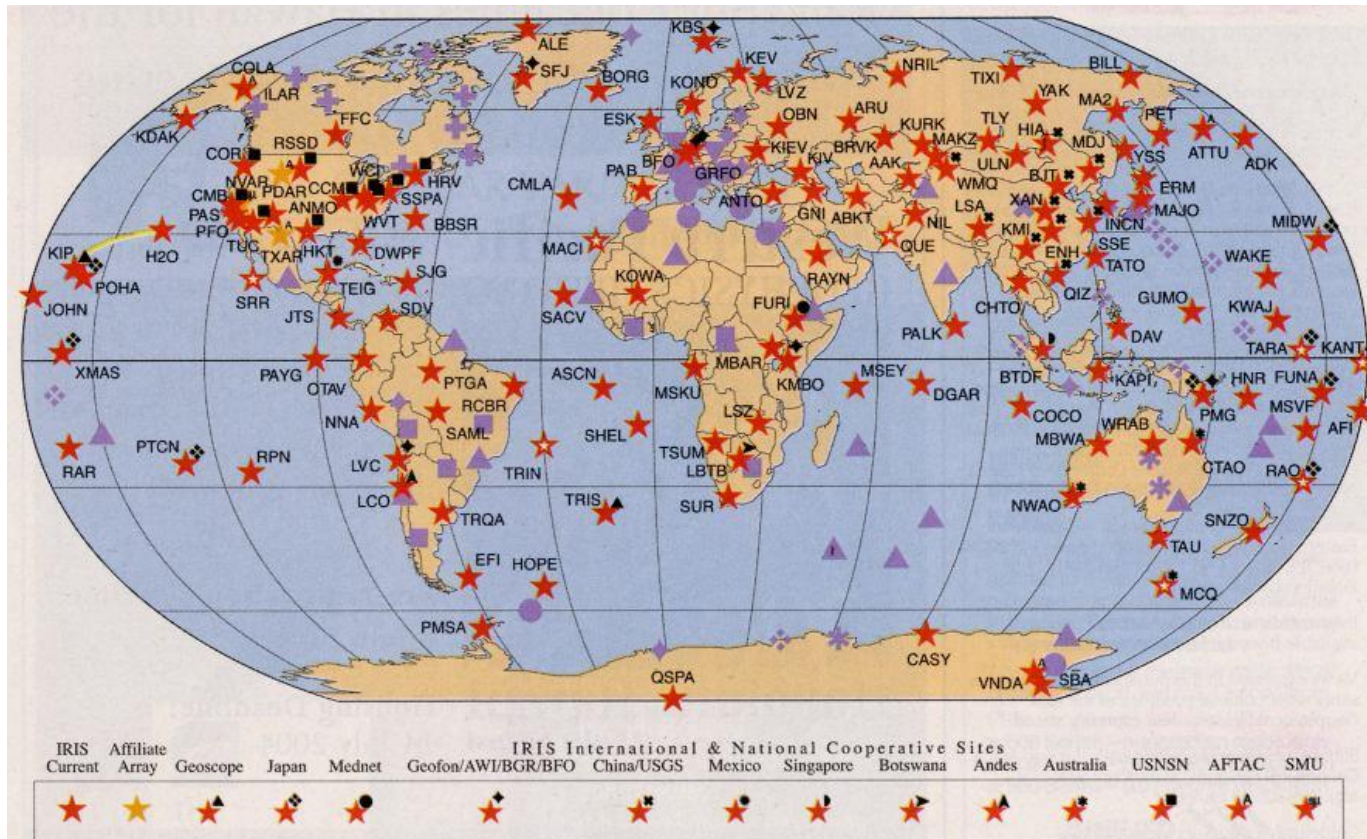 KBS
ALE
COLA
SFJ
BORG
KONO
KEV
LVZ
NRIL
TIXI
BILL
ILAR
KDAK
FFC
ESK
OBN
ARU
YAK
MA2
PET
COR
RSSD
BFO
KIEV
KIV
BRVK
KURK
MAKZ
TLY
HIA
MDJ
ULN
YSS
ATTU
ADK
NVAR
PDAR
CCM
WCI
HRV
SSPA
CMLA
PAB
GRFO
ANTO
GNI
ABKT
AAK
WMQ
BJT
ERM
CMB
PAS
PFO
ANMO
WVT
BBSR
NIL
LSA
XAN
INCN
MAJO
MIDW
KIP
H2O
TUC
TXAR
HKT
DWPF
MACI
QUE
KMI
ENH
SSE
TATO
WAKE
POHA
SRR
TEIG
SJG
KOWA
RAYN
JOHN
JTS
SDV
SACV
FURI
PALK
CHTO
QIZ
GUMO
KWAJ
XMAS
PAYG
OTAV
PTGA
ASCN
MSKU
MBAR
KMBO
MSEY
DGAR
BTDF
KAPI
DAV
TARA
KANT
NNA
SAML
RCBR
SHEL
LSZ
COCO
PMG
HNR
FUNA
MSVF
AFI
RAR
PTCN
RPN
LVC
TRIN
TSUM
LBTB
MBWA
WRAB
CTAO
RAO
LCO
TRQA
TRIS
SUR
NWAO
TAU
SNZO
EFI
HOPE
MCQ
PMSA
QSPA
CASY
VNDA
SBA
IRIS International & National Cooperative Sites
IRIS Current
Affiliate Array
Geoscope
Japan
Mednet
Geofon/AWI/BGR/BFO
China/USGS
Mexico
Singapore
Botswana
Andes
Australia
USNSN
AFTAC
SMU